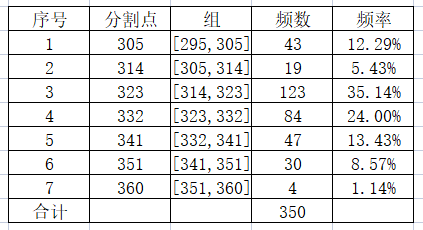 序号 分割点 组 频数 频率
1 305 [295,305] 43 12.29%
2 314 [305,314] 19 5.43%
3 323 [314,323] 123 35.14%
4 332 [323,332] 84 24.00%
5 341 [332,341] 47 13.43%
6 351 [341,351] 30 8.57%
7 360 [351,360] 4 1.14%
合计 350